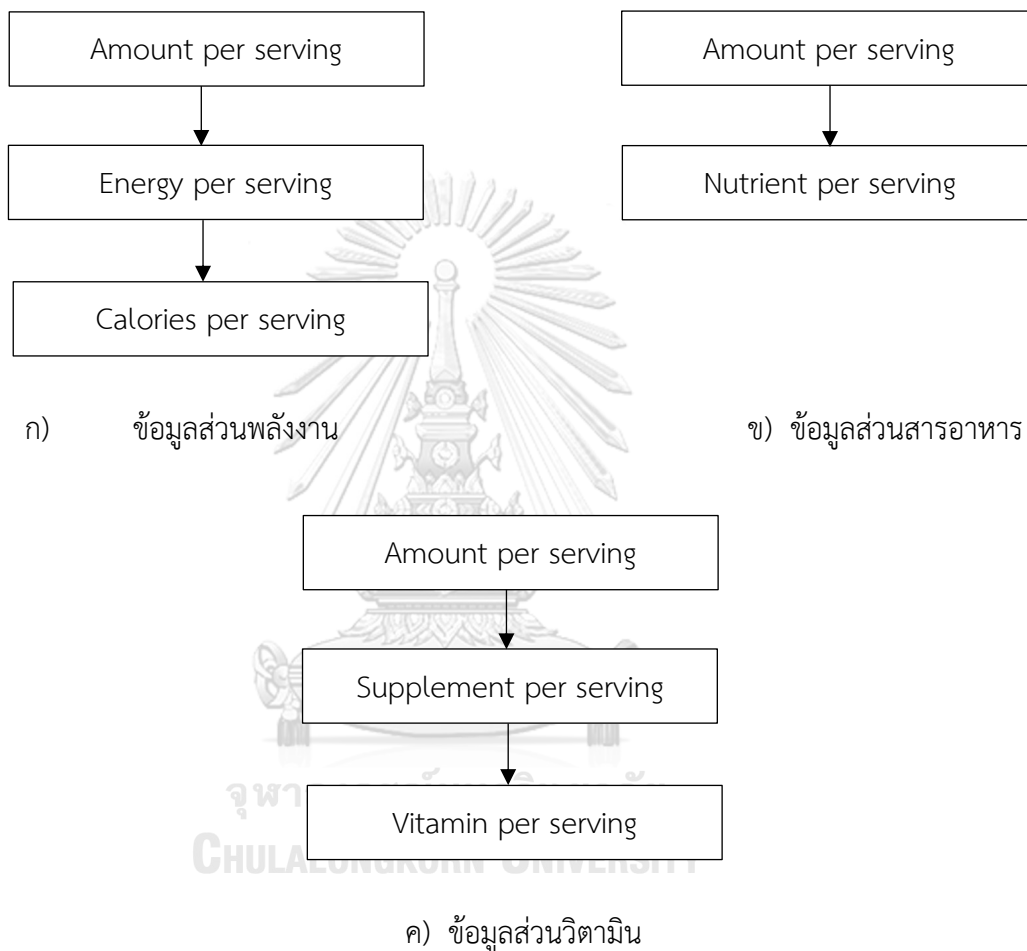 Amount per serving
Energy per serving
Calories per serving
ก) ข้อมูลส่วนพลังงาน
Amount per serving
Nutrient per serving
ข) ข้อมูลส่วนสารอาหาร
Amount per serving
Supplement per serving
Vitamin per serving
ค) ข้อมูลส่วนวิตามิน
CHULALONGKORN UNIVERSITY